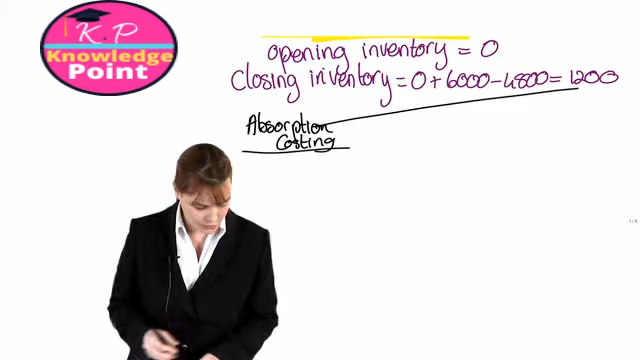 K.P
Knowledge
Point
opening inventory = 0
Closing inventory = 0 + 6000 - 4800 = 1200
Absorption
Costing